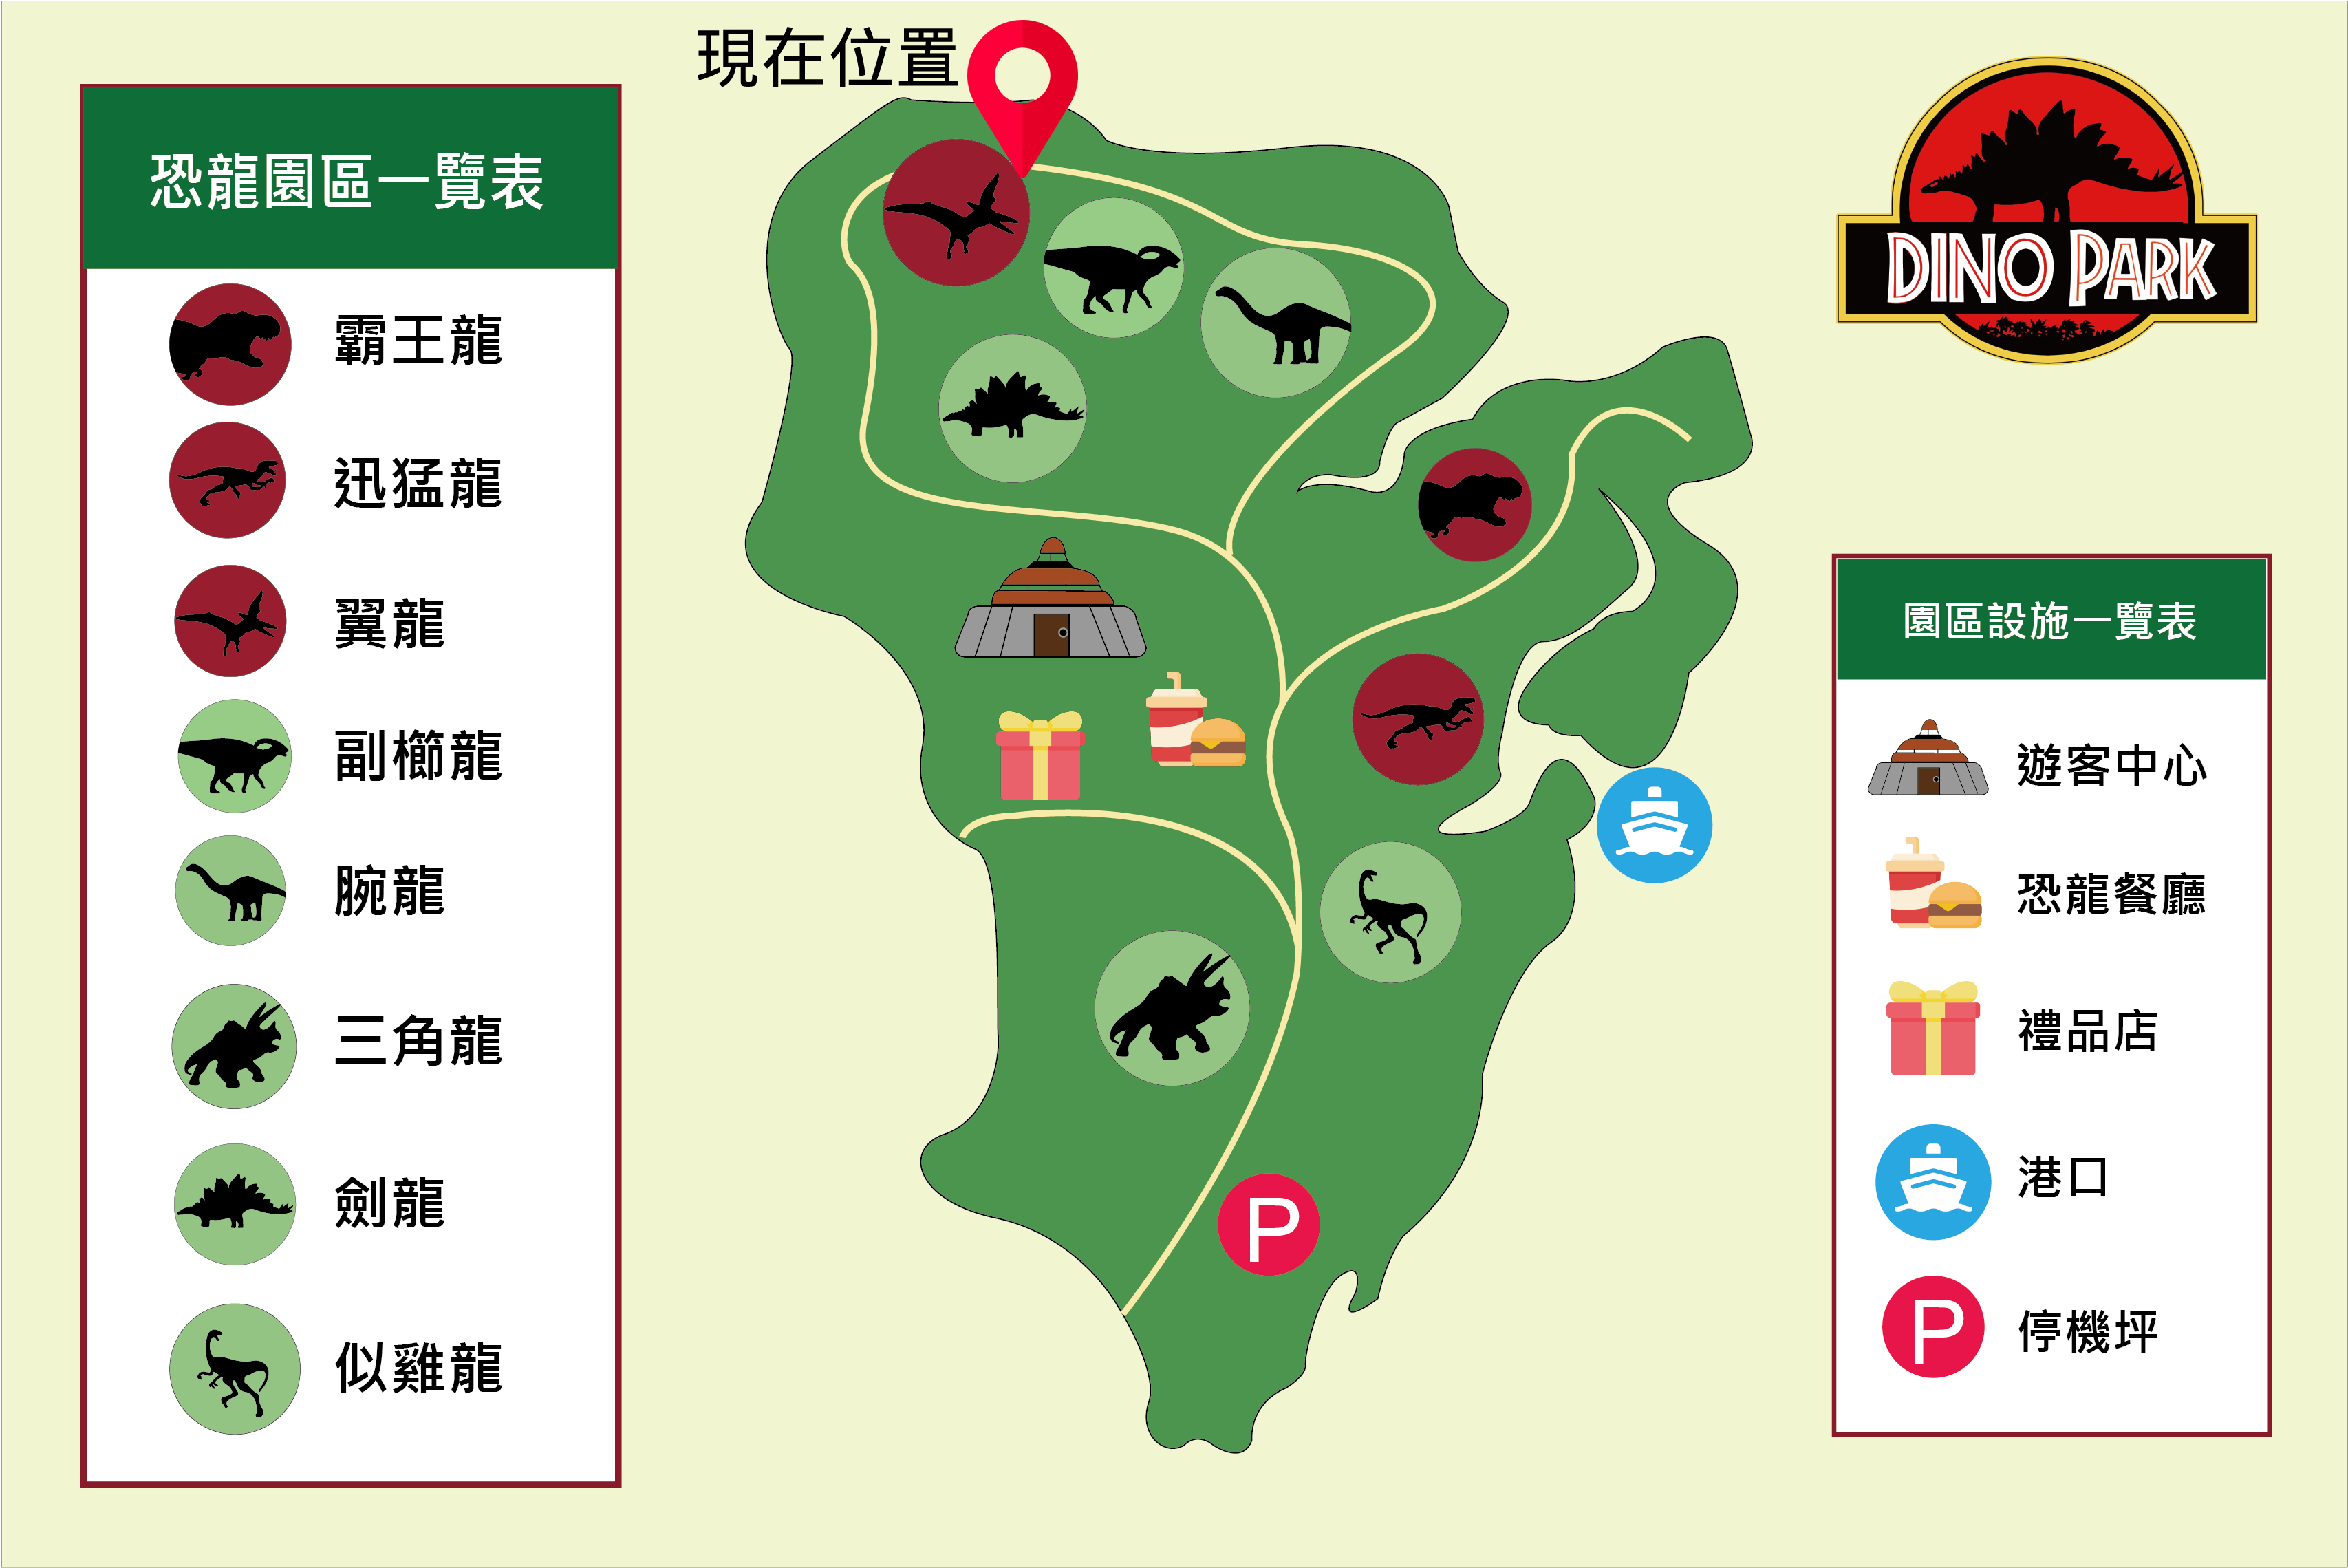 現在位置
恐龍園區一覽表
霸王龍
迅猛龍
翼龍
副櫛龍
腕龍
三角龍
劍龍
似雞龍
P
DINO PARK
園區設施一覽表
遊客中心
恐龍餐廳
禮品店
港口
P
停機坪